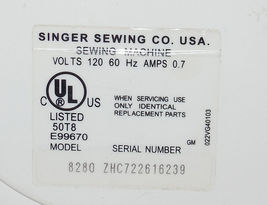 SINGER SEWING CO. USA.
SEWING MACHINE
VOLTS 120 60 Hz AMPS 0.7
UL
C US
LISTED
50T8
E99670
WHEN SERVICING USE
ONLY IDENTICAL
REPLACEMENT PARTS
022VG40103
GM
MODEL SERIAL NUMBER
8280 ZHC722616239